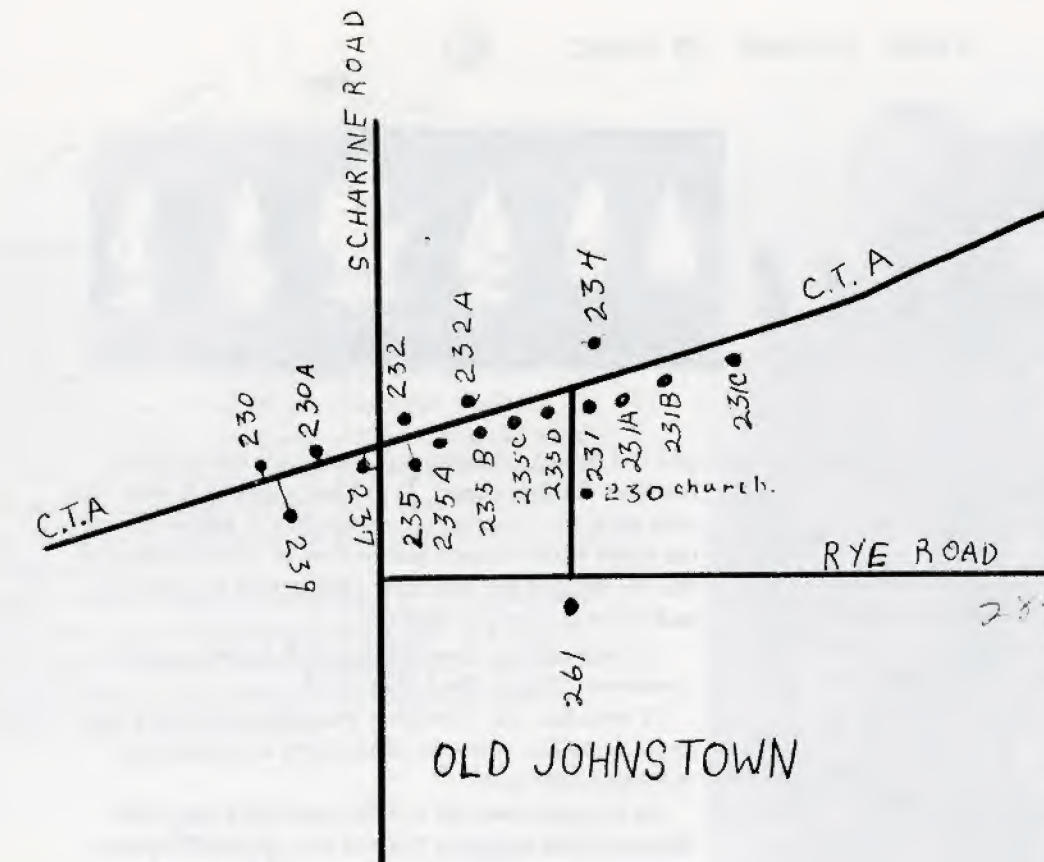 SCHARINE ROAD
C.T.A
234
232A
232
230A
230
C.T.A
239
237
235
235A
235B
235C
235D
231
231A
231B
231C
230 church.
RYE ROAD
261
OLD JOHNSTOWN